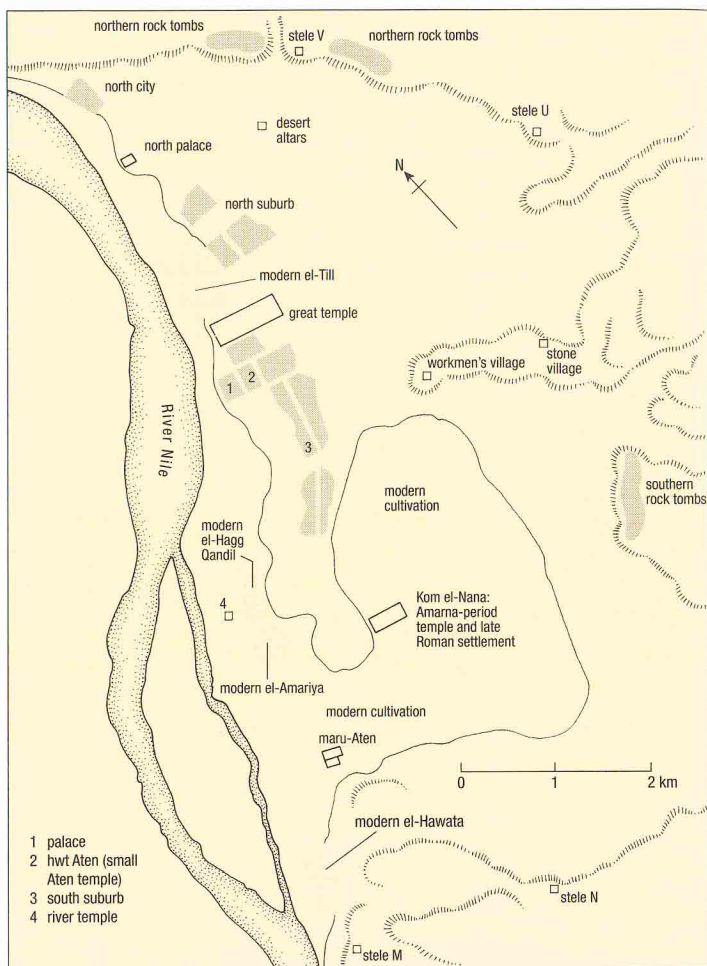 northern rock tombs
stele V
northern rock tombs
north city
desert
altars
stele U
north palace
N
north suburb
modern el-Till
great temple
workmen's village
stone
village
1
2
3
River Nile
modern
cultivation
southern
rock tombs
modern
el-Hagg
Qandil
4
Kom el-Nana:
Amarna-period
temple and late
Roman settlement
modern el-Amariya
modern cultivation
maru-Aten
0 1 2 km
modern el-Hawata
1 palace
2 hwt Aten (small
Aten temple)
3 south suburb
4 river temple
stele N
stele M